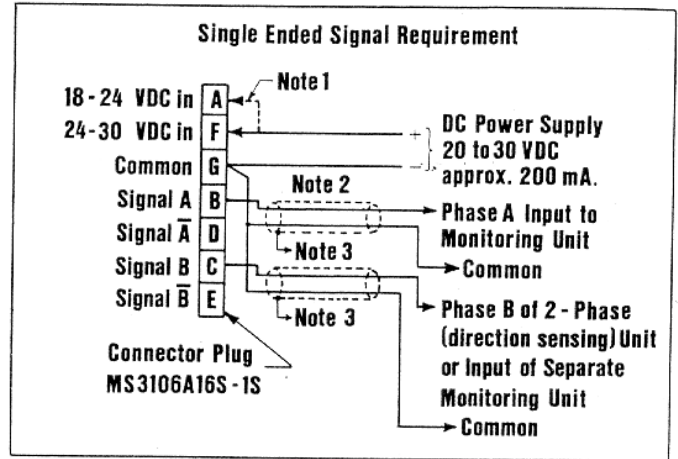 Single Ended Signal Requirement
Note 1
18-24 VDC in A
24-30 VDC in F
Common G
Signal A B
Signal A̅ D
Signal B C
Signal B̅ E
+
−
DC Power Supply
20 to 30 VDC
approx. 200 mA.
Note 2
Note 3
Note 3
Phase A Input to
Monitoring Unit
Common
Phase B of 2 - Phase
(direction sensing) Unit
or Input of Separate
Monitoring Unit
Common
Connector Plug
MS3106A16S-1S